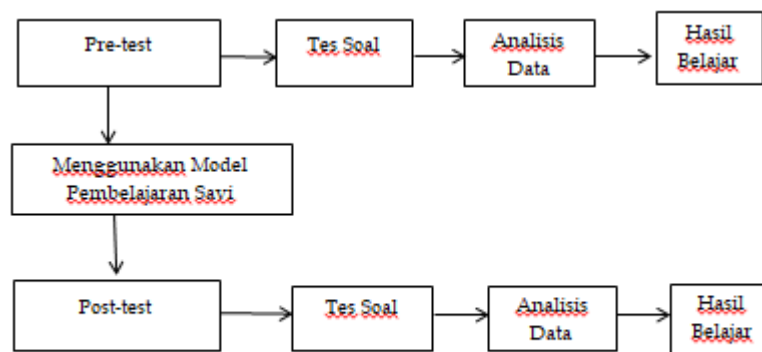 Pre-test
Tes Soal
Analisis
Data
Hasil
Belajar
Menggunakan Model
Pembelajaran Savi
Post-test
Tes Soal
Analisis
Data
Hasil
Belajar